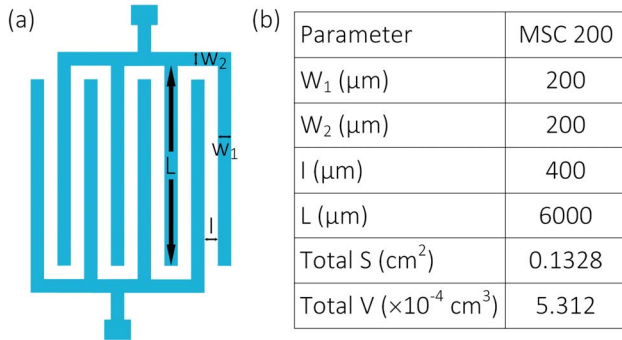 (a)
W₂
W₁
L
I
(b)
Parameter MSC 200
W₁ (μm) 200
W₂ (μm) 200
I (μm) 400
L (μm) 6000
Total S (cm²) 0.1328
Total V (×10⁻⁴ cm³) 5.312